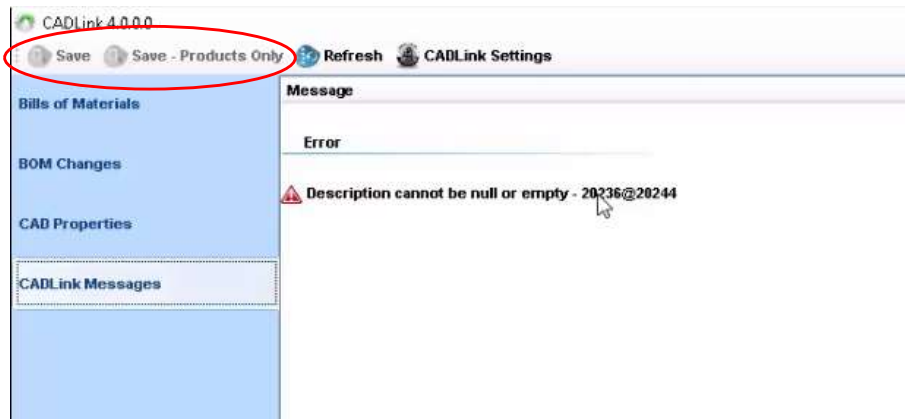 CADLink 4.0.0.0
Save Save - Products Only Refresh CADLink Settings
Bills of Materials
BOM Changes
CAD Properties
CADLink Messages
Message
Error
Description cannot be null or empty - 20236@20244